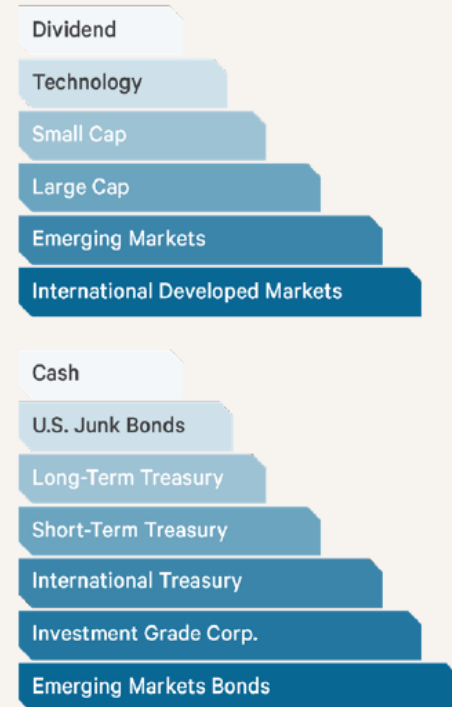 Dividend
Technology
Small Cap
Large Cap
Emerging Markets
International Developed Markets
Cash
U.S. Junk Bonds
Long-Term Treasury
Short-Term Treasury
International Treasury
Investment Grade Corp.
Emerging Markets Bonds